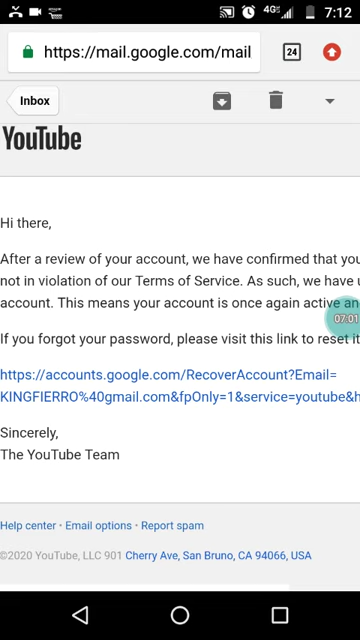 4G
7:12
https://mail.google.com/mail
24
Inbox
YouTube
Hi there,
After a review of your account, we have confirmed that you
not in violation of our Terms of Service. As such, we have u
account. This means your account is once again active an
07:01
If you forgot your password, please visit this link to reset it
https://accounts.google.com/RecoverAccount?Email=
KINGFIERRO%40gmail.com&fpOnly=1&service=youtube&h
Sincerely,
The YouTube Team
Help center · Email options · Report spam
©2020 YouTube, LLC 901 Cherry Ave, San Bruno, CA 94066, USA